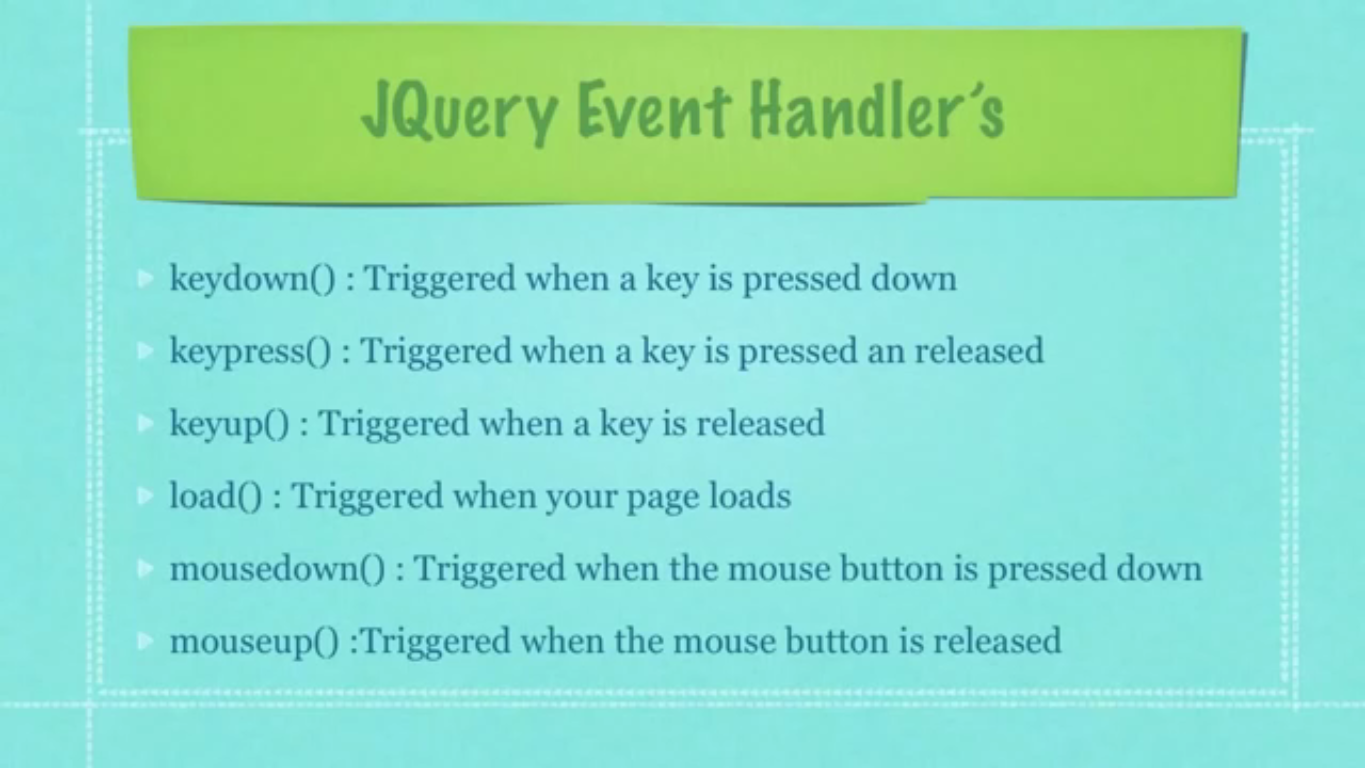 JQuery Event Handler’s
keydown() : Triggered when a key is pressed down
keypress() : Triggered when a key is pressed an released
keyup() : Triggered when a key is released
load() : Triggered when your page loads
mousedown() : Triggered when the mouse button is pressed down
mouseup() :Triggered when the mouse button is released